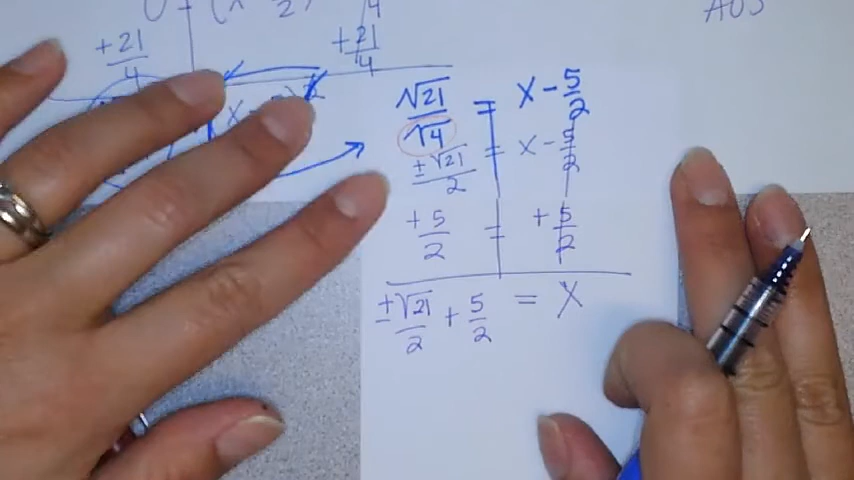 + 21/4
+ 21/4
√21/√4 = x - 5/2
± √21/2 = x - 5/2
+ 5/2 = + 5/2
± √21/2 + 5/2 = x